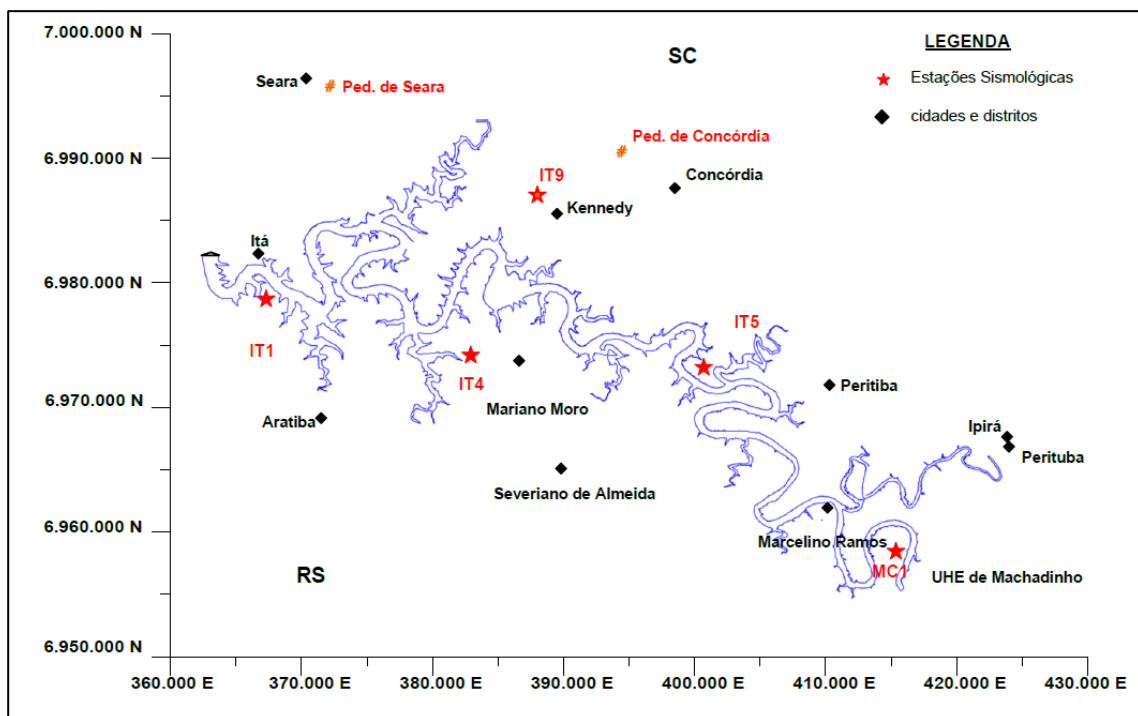 7.000.000 N
SC
LEGENDA
Estações Sismológicas
cidades e distritos
Seara
# Ped. de Seara
6.990.000 N
Ped. de Concórdia
#
IT9
Concórdia
Kennedy
Itá
6.980.000 N
IT1
IT5
IT4
Peritiba
6.970.000 N
Mariano Moro
Aratiba
Ipirá
Perituba
Severiano de Almeida
6.960.000 N
Marcelino Ramos
MC1
UHE de Machadinho
RS
6.950.000 N
360.000 E 370.000 E 380.000 E 390.000 E 400.000 E 410.000 E 420.000 E 430.000 E